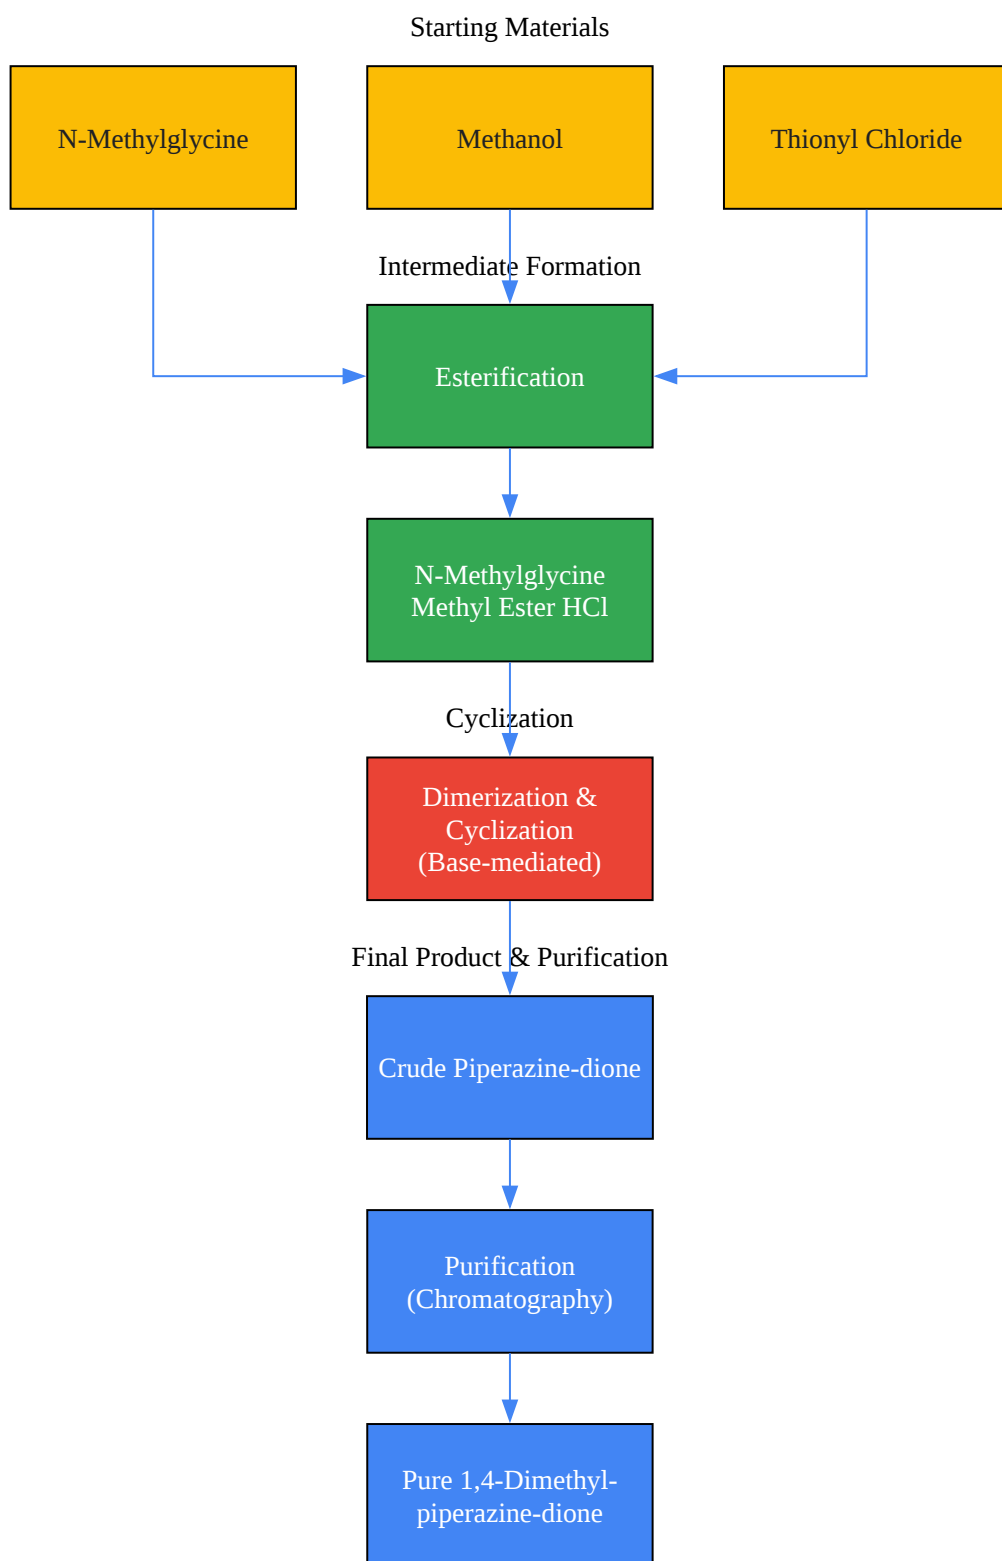 Starting Materials
N-Methylglycine
Methanol
Thionyl Chloride
Intermediate Formation
Esterification
N-Methylglycine
Methyl Ester HCl
Cyclization
Dimerization &
Cyclization
(Base-mediated)
Final Product & Purification
Crude Piperazine-dione
Purification
(Chromatography)
Pure 1,4-Dimethyl-
piperazine-dione